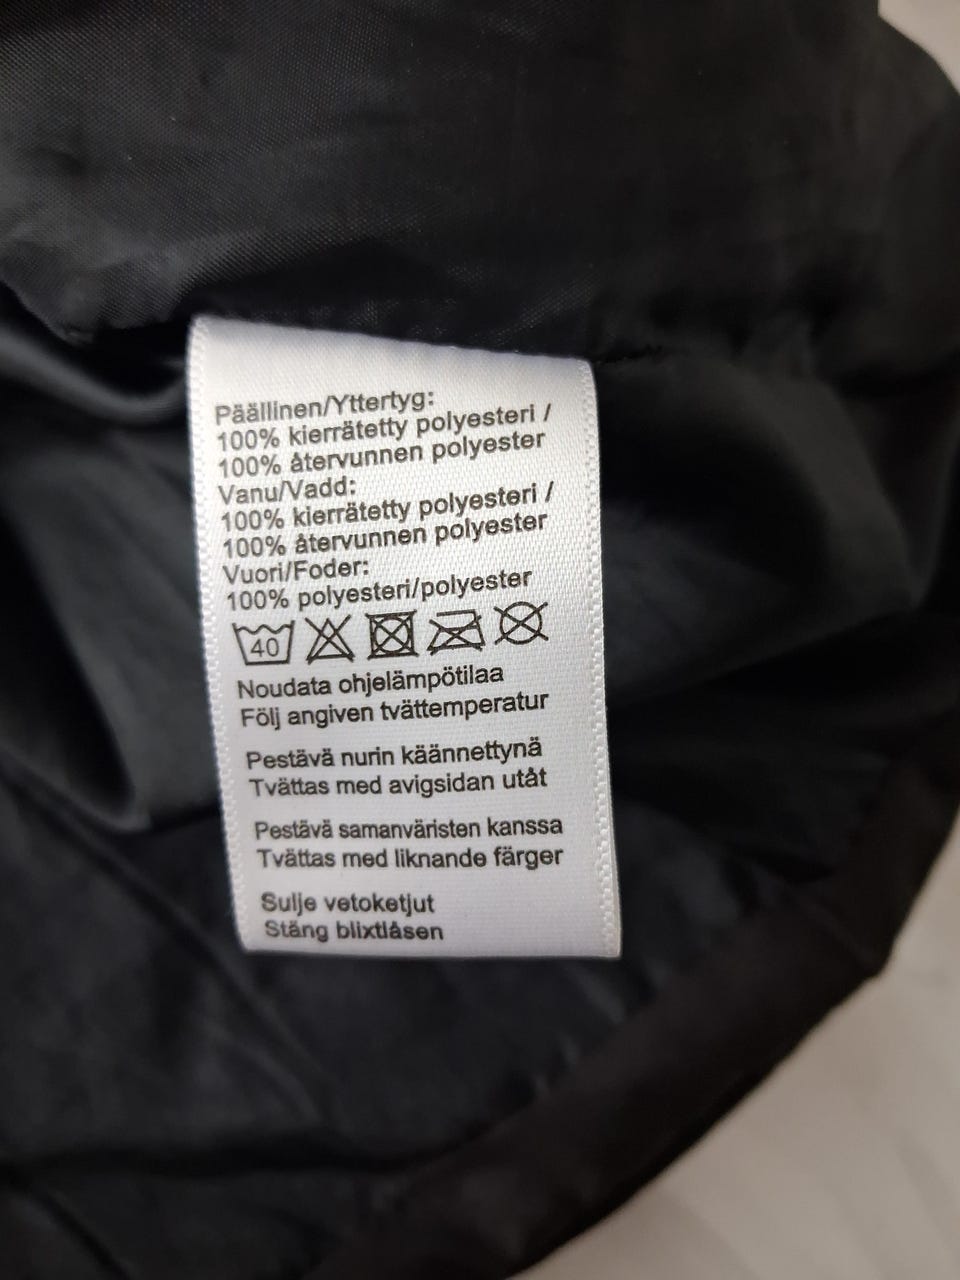 Päällinen/Yttertyg:
100% kierrätetty polyesteri /
100% återvunnen polyester
Vanu/Vadd:
100% kierrätetty polyesteri /
100% återvunnen polyester
Vuori/Foder:
100% polyesteri/polyester
40
Noudata ohjelämpötilaa
Följ angiven tvättemperatur
Pestävä nurin käännettynä
Tvättas med avigsidan utåt
Pestävä samanväristen kanssa
Tvättas med liknande färger
Sulje vetoketjut
Stäng blixtlåsen